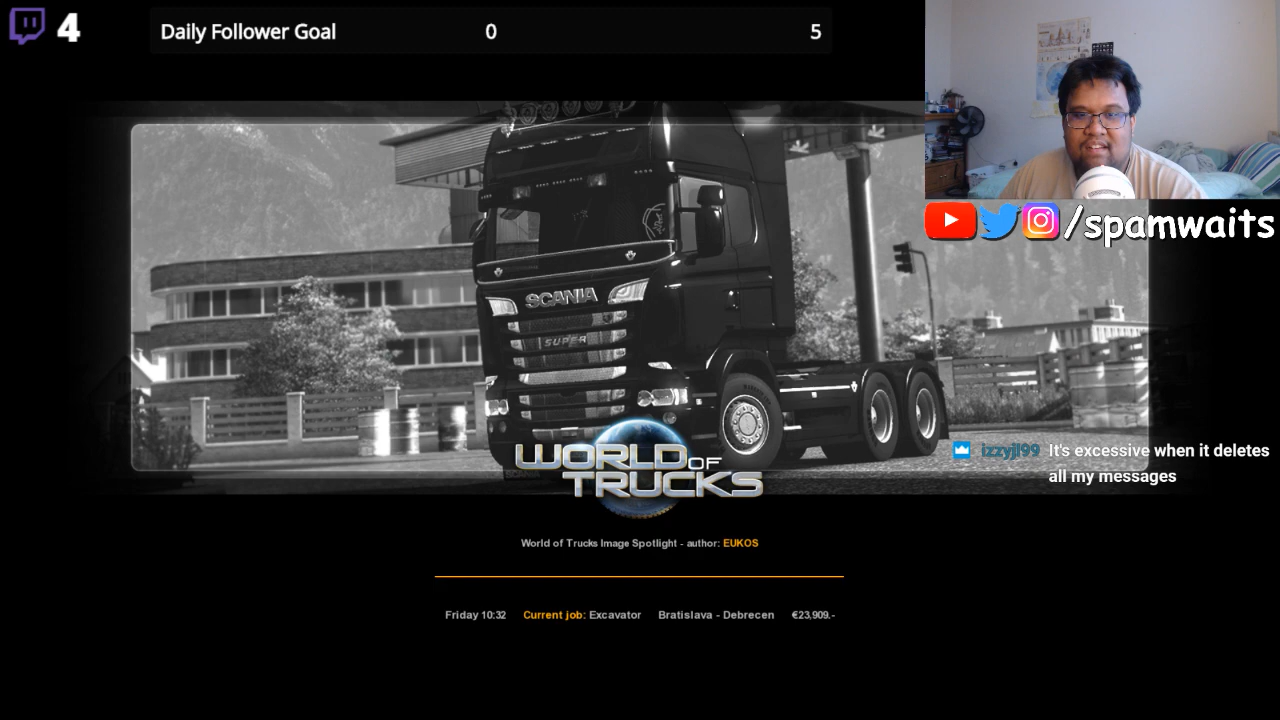 4
Daily Follower Goal 0 5
/spamwaits
SCANIA
SUPER
izzyjl99 It's excessive when it deletes
all my messages
WORLD OF
TRUCKS
World of Trucks Image Spotlight - author: EUKOS
Friday 10:32 Current job: Excavator Bratislava - Debrecen €23,909.-